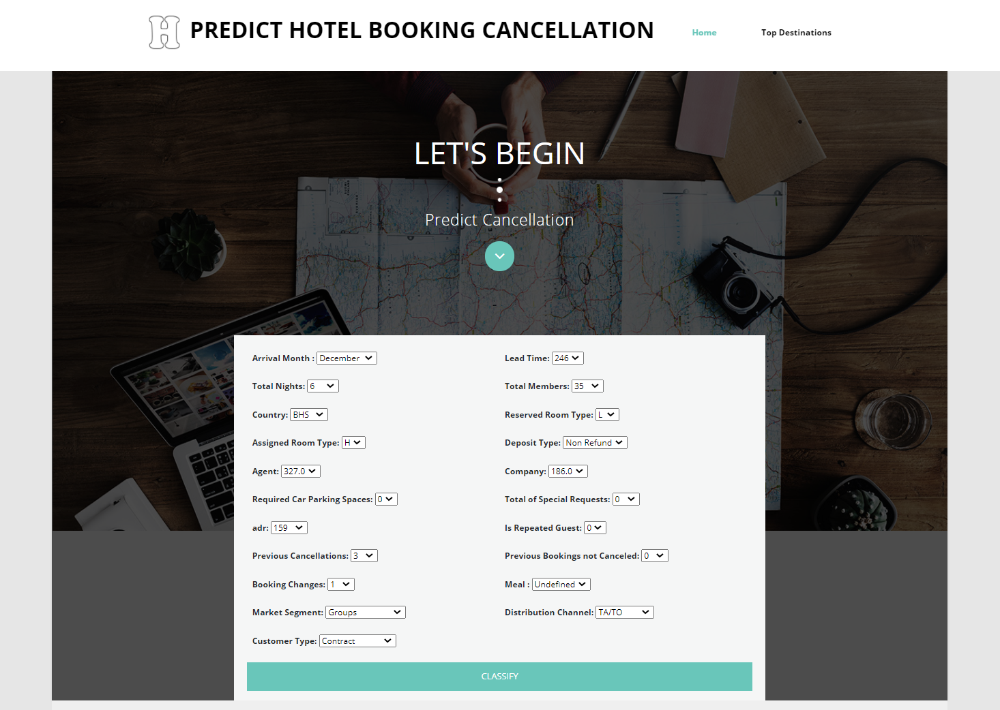 H PREDICT HOTEL BOOKING CANCELLATION Home Top Destinations
LET'S BEGIN
Predict Cancellation
Arrival Month : December Lead Time: 246
Total Nights: 6 Total Members: 35
Country: BHS Reserved Room Type: L
Assigned Room Type: H Deposit Type: Non Refund
Agent: 327.0 Company: 186.0
Required Car Parking Spaces: 0 Total of Special Requests: 0
adr: 159 Is Repeated Guest: 0
Previous Cancellations: 3 Previous Bookings not Canceled: 0
Booking Changes: 1 Meal : Undefined
Market Segment: Groups Distribution Channel: TA/TO
Customer Type: Contract
CLASSIFY